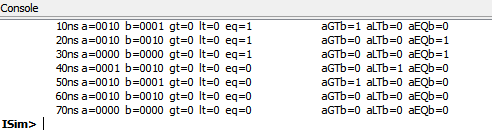 Console
10ns a=0010 b=0001 gt=0 lt=0 eq=1 aGTb=1 aLTb=0 aEQb=0
20ns a=0010 b=0010 gt=0 lt=0 eq=1 aGTb=0 aLTb=0 aEQb=1
30ns a=0000 b=0000 gt=0 lt=0 eq=1 aGTb=0 aLTb=0 aEQb=1
40ns a=0001 b=0010 gt=0 lt=0 eq=0 aGTb=0 aLTb=1 aEQb=0
50ns a=0010 b=0001 gt=0 lt=0 eq=0 aGTb=1 aLTb=0 aEQb=0
60ns a=0010 b=0010 gt=0 lt=0 eq=0 aGTb=0 aLTb=0 aEQb=0
70ns a=0000 b=0000 gt=0 lt=0 eq=0 aGTb=0 aLTb=0 aEQb=0
ISim>